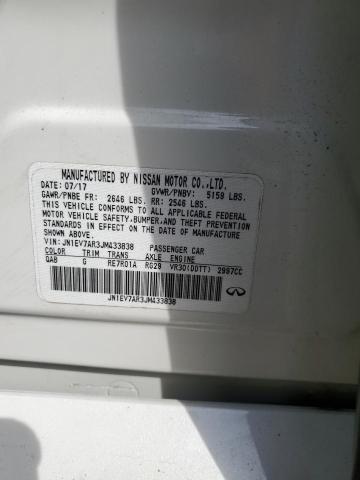 MANUFACTURED BY NISSAN MOTOR CO.,LTD.
DATE: 07/17 GVWR/PNBV: 5159 LBS.
GAWR/PNBE FR: 2646 LBS. RR: 2546 LBS.
THIS VEHICLE CONFORMS TO ALL APPLICABLE FEDERAL
MOTOR VEHICLE SAFETY,BUMPER,AND THEFT PREVENTION
STANDARDS IN EFFECT ON THE DATE OF MANUFACTURE
SHOWN ABOVE.
VIN: JN1EV7AR3JM433838 PASSENGER CAR
COLOR TRIM TRANS AXLE ENGINE
QAB G RE7R01A RG29 VR30(DDTT) 2997CC
JN1EV7AR3JM433838
INFINITI